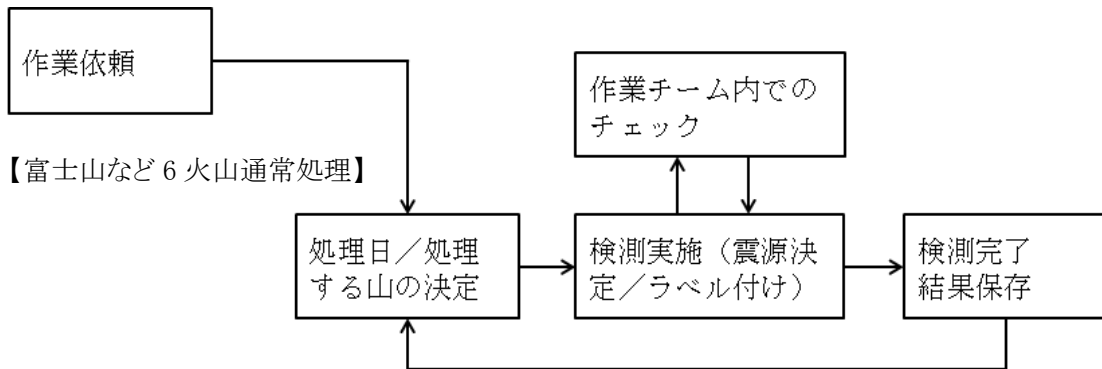 作業依頼
作業チーム内での
チェック
【富士山など6火山通常処理】
処理日／処理
する山の決定
検測実施（震源決
定／ラベル付け）
検測完了
結果保存